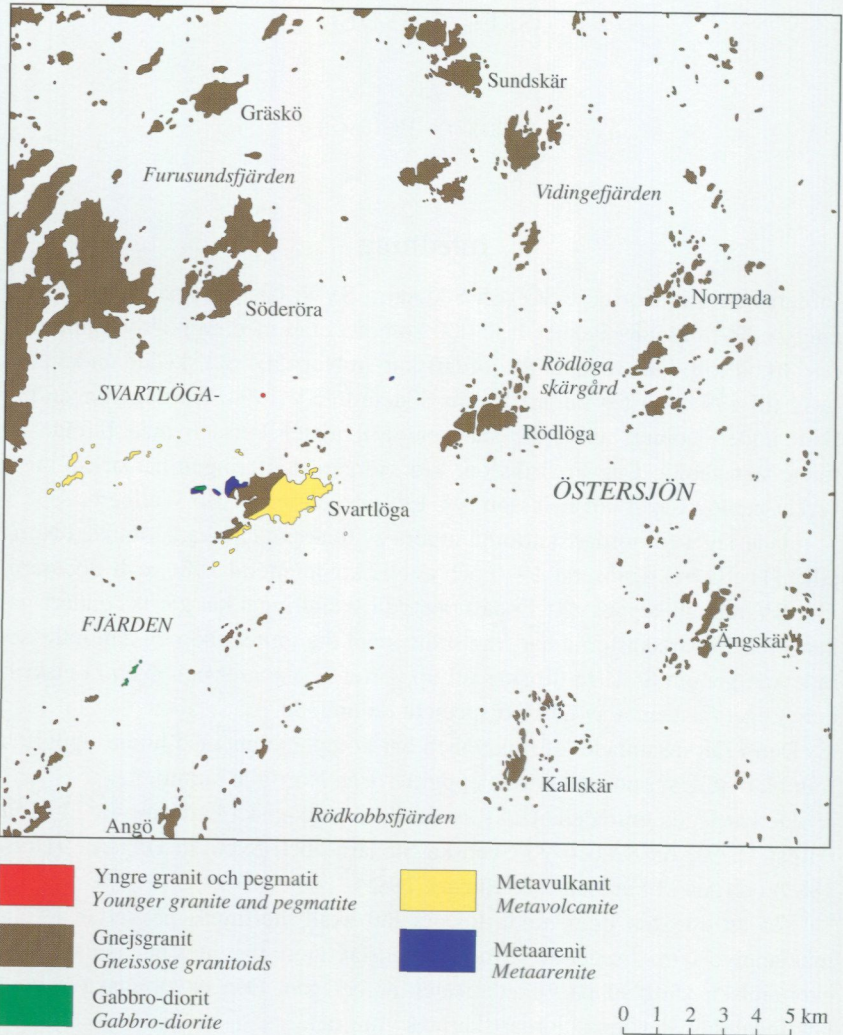 Sundskär
Gräskö
Furusundsfjärden
Vidingefjärden
Norrpada
Söderöra
Rödlöga
skärgård
SVARTLÖGA-
Rödlöga
ÖSTERSJÖN
Svartlöga
FJÄRDEN
Ängskär
Kallskär
Rödkobbsfjärden
Angö
Yngre granit och pegmatit
Younger granite and pegmatite
Gnejsgranit
Gneissose granitoids
Gabbro-diorit
Gabbro-diorite
Metavulkanit
Metavolcanite
Metaarenit
Metaarenite
0 1 2 3 4 5 km